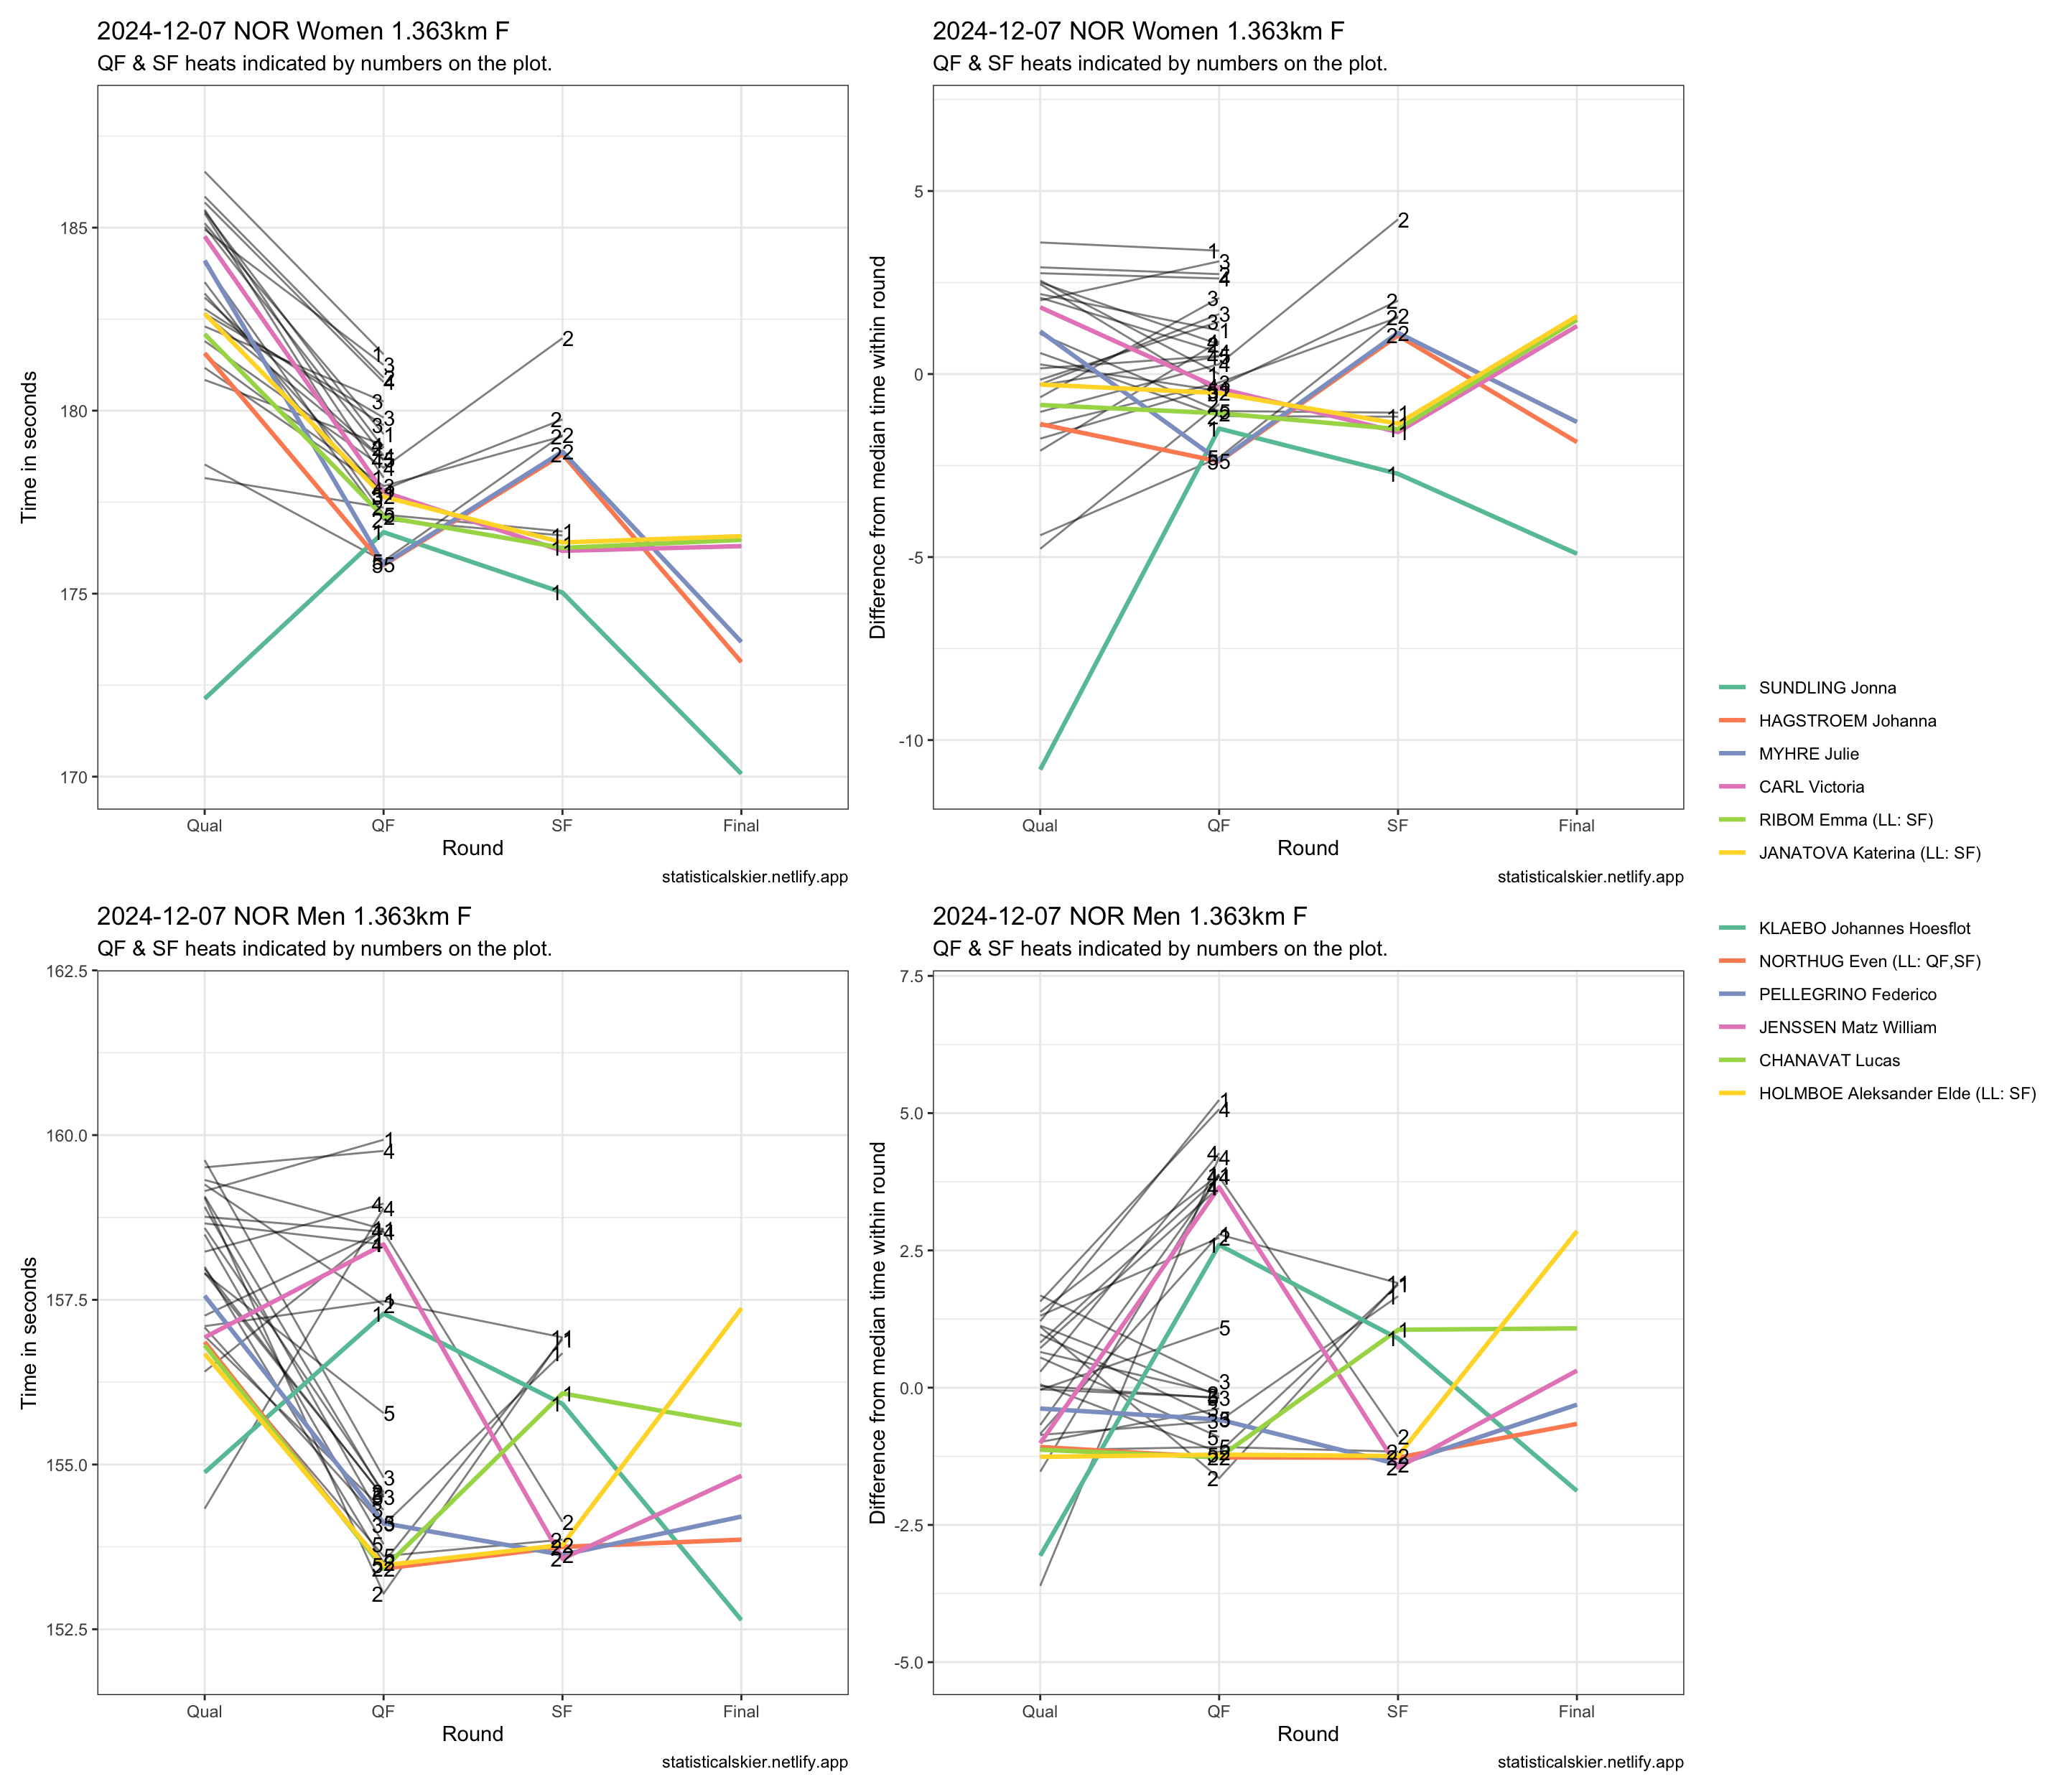 2024-12-07 NOR Women 1.363km F
QF & SF heats indicated by numbers on the plot.
Time in seconds
185
180
175
170
Qual QF SF Final
Round
statisticalskier.netlify.app
2024-12-07 NOR Women 1.363km F
QF & SF heats indicated by numbers on the plot.
Difference from median time within round
5
0
-5
-10
Qual QF SF Final
Round
statisticalskier.netlify.app
SUNDLING Jonna
HAGSTROEM Johanna
MYHRE Julie
CARL Victoria
RIBOM Emma (LL: SF)
JANATOVA Katerina (LL: SF)
2024-12-07 NOR Men 1.363km F
QF & SF heats indicated by numbers on the plot.
Time in seconds
162.5
160.0
157.5
155.0
152.5
Qual QF SF Final
Round
statisticalskier.netlify.app
2024-12-07 NOR Men 1.363km F
QF & SF heats indicated by numbers on the plot.
Difference from median time within round
7.5
5.0
2.5
0.0
-2.5
-5.0
Qual QF SF Final
Round
statisticalskier.netlify.app
KLAEBO Johannes Hoesflot
NORTHUG Even (LL: QF,SF)
PELLEGRINO Federico
JENSSEN Matz William
CHANAVAT Lucas
HOLMBOE Aleksander Elde (LL: SF)